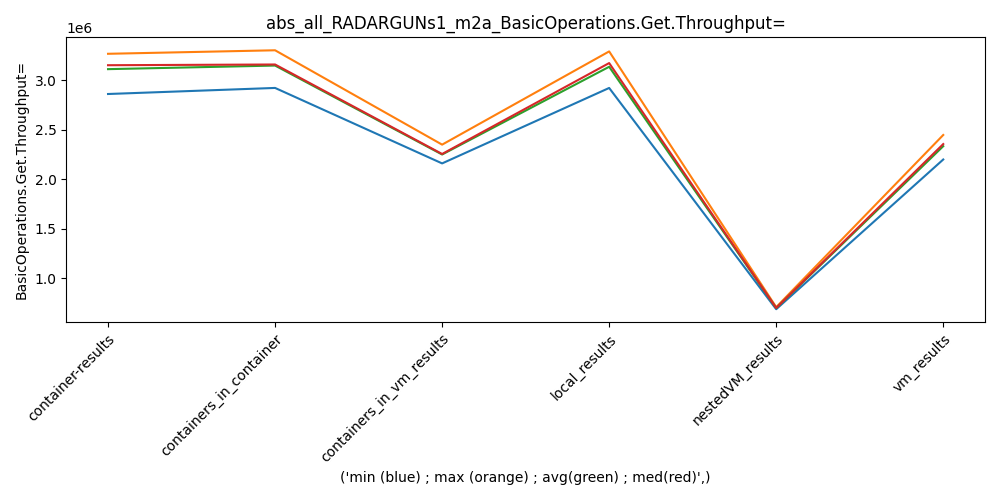 abs_all_RADARGUNs1_m2a_BasicOperations.Get.Throughput=
1e6
BasicOperations.Get.Throughput=
3.0
2.5
2.0
1.5
1.0
container-results
containers_in_container
containers_in_vm_results
local_results
nestedVM_results
vm_results
('min (blue) ; max (orange) ; avg(green) ; med(red)',)